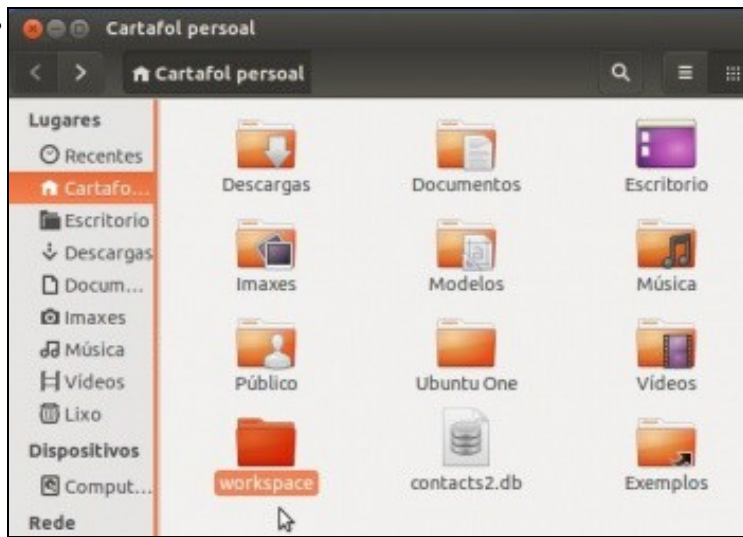 Cartafol persoal
Cartafol persoal
Lugares
Recentes
Cartafo...
Escritorio
Descargas
Docum...
Imaxes
Música
Vídeos
Lixo
Dispositivos
Comput...
Rede
Descargas Documentos Escritorio
Imaxes Modelos Música
Público Ubuntu One Vídeos
workspace contacts2.db Exemplos